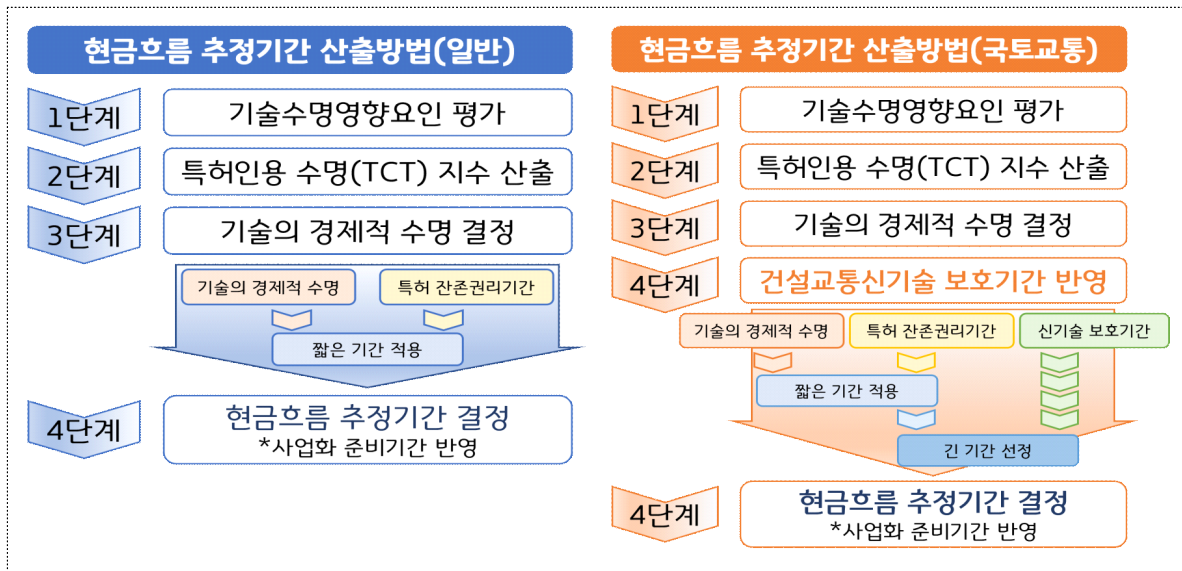 현금흐름 추정기간 산출방법(일반)
1단계
기술수명영향요인 평가
2단계
특허인용 수명(TCT) 지수 산출
3단계
기술의 경제적 수명 결정
기술의 경제적 수명
특허 잔존권리기간
짧은 기간 적용
4단계
현금흐름 추정기간 결정
*사업화 준비기간 반영
현금흐름 추정기간 산출방법(국토교통)
1단계
기술수명영향요인 평가
2단계
특허인용 수명(TCT) 지수 산출
3단계
기술의 경제적 수명 결정
4단계
건설교통신기술 보호기간 반영
기술의 경제적 수명
특허 잔존권리기간
신기술 보호기간
짧은 기간 적용
긴 기간 선정
4단계
현금흐름 추정기간 결정
*사업화 준비기간 반영